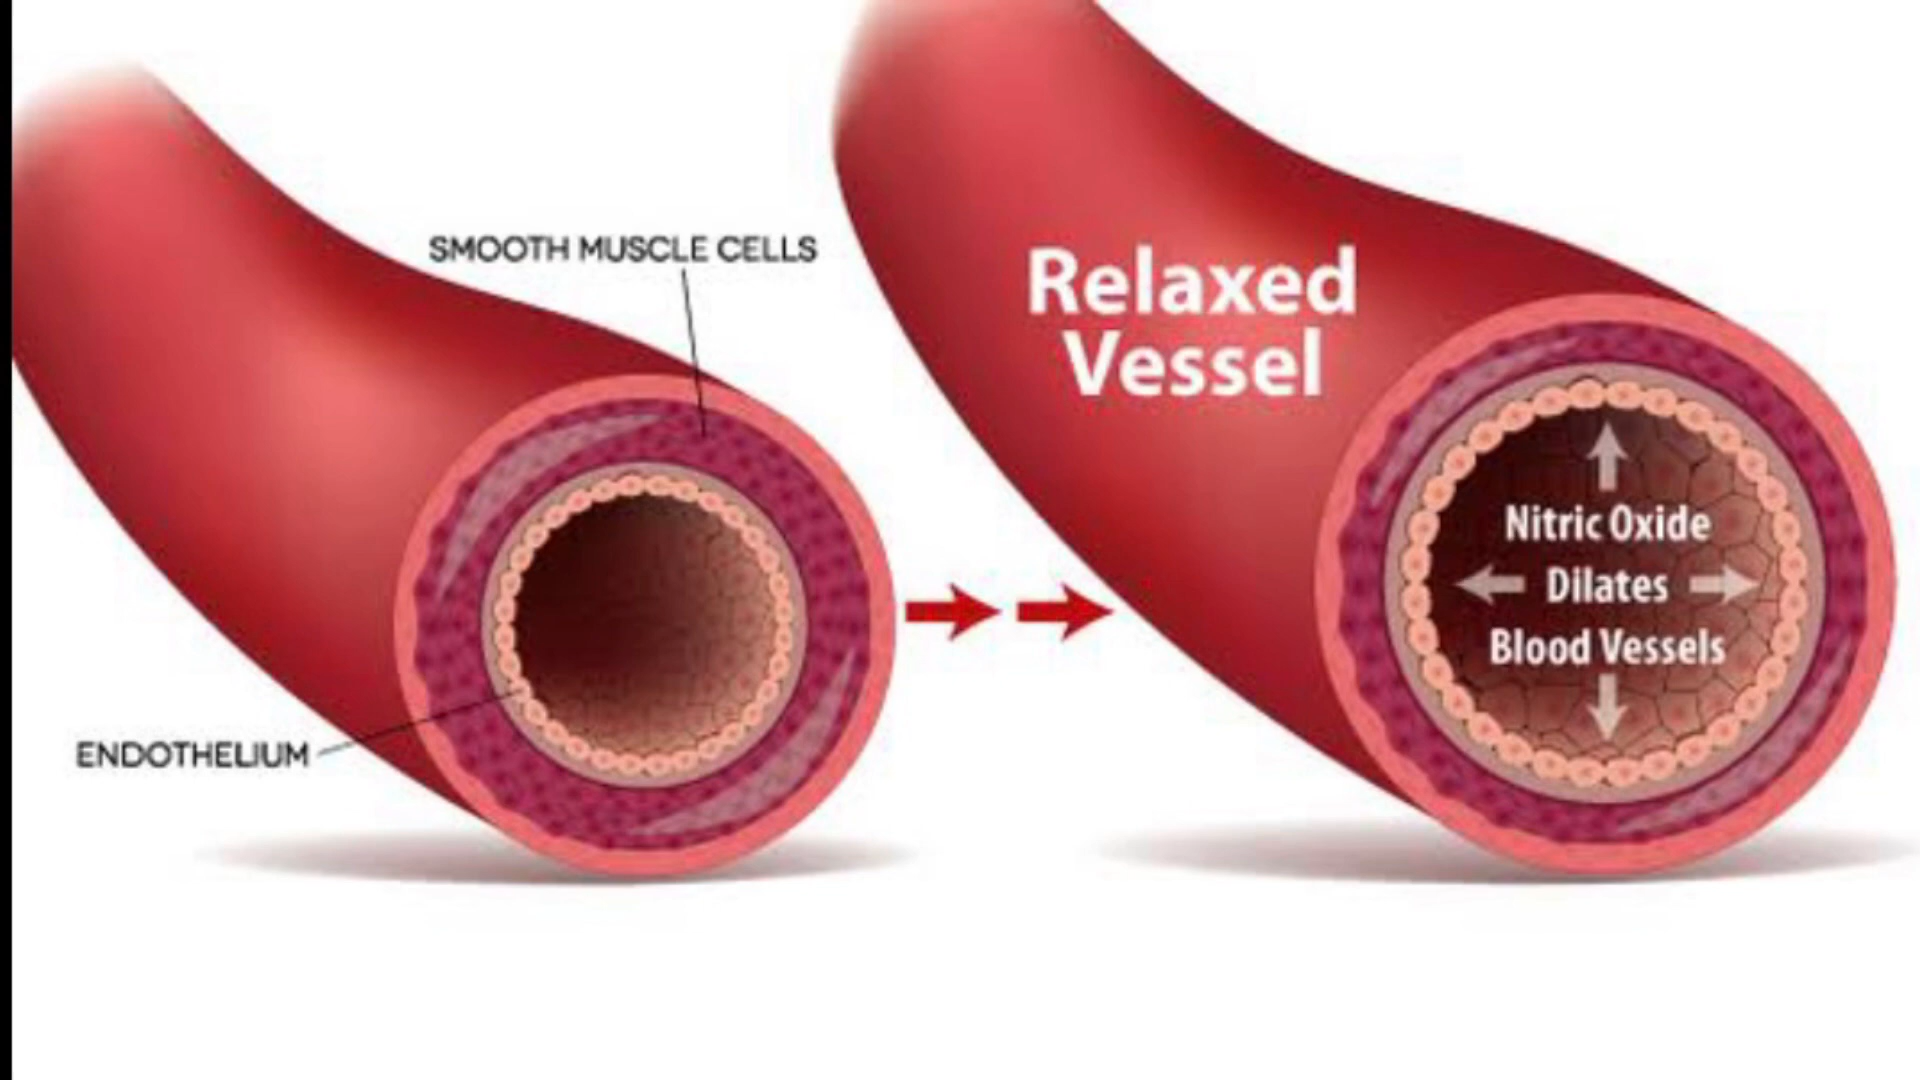 SMOOTH MUSCLE CELLS
ENDOTHELIUM
Relaxed
Vessel
Nitric Oxide
Dilates
Blood Vessels